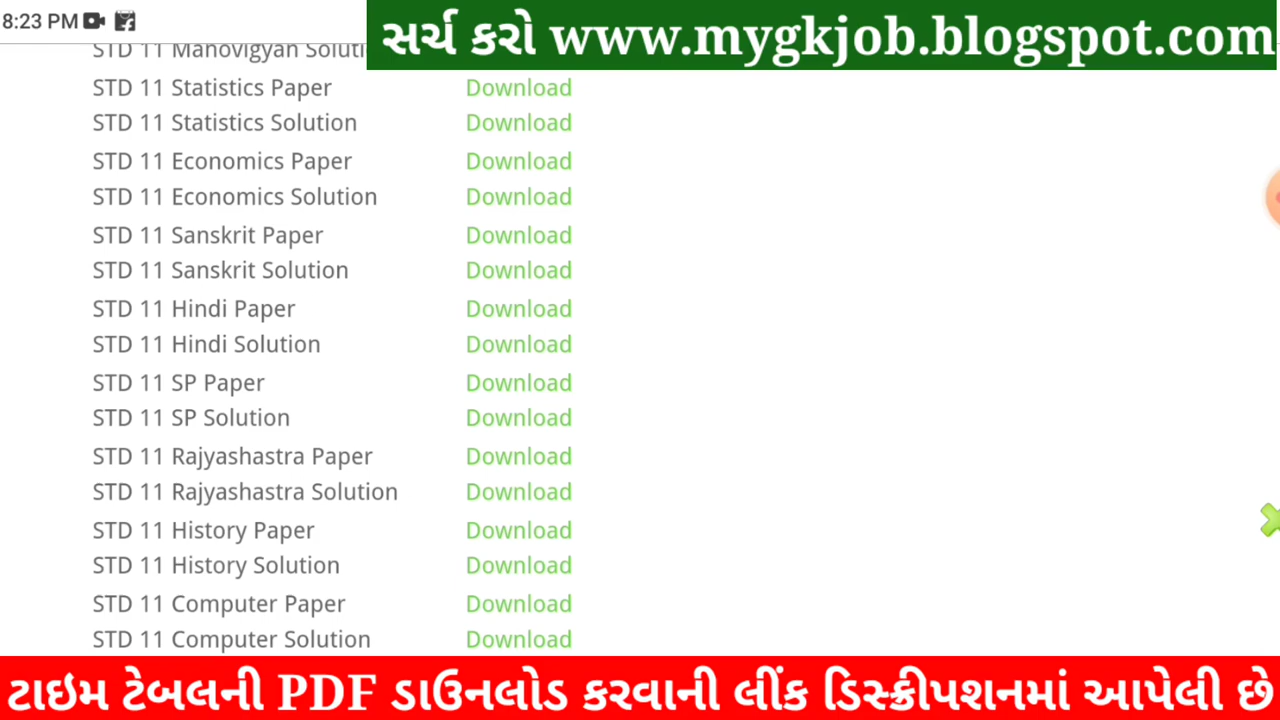 8:23 PM
સર્ચ કરો www.mygkjob.blogspot.com
STD 11 Manovigyan
STD 11 Statistics Paper Download
STD 11 Statistics Solution Download
STD 11 Economics Paper Download
STD 11 Economics Solution Download
STD 11 Sanskrit Paper Download
STD 11 Sanskrit Solution Download
STD 11 Hindi Paper Download
STD 11 Hindi Solution Download
STD 11 SP Paper Download
STD 11 SP Solution Download
STD 11 Rajyashastra Paper Download
STD 11 Rajyashastra Solution Download
STD 11 History Paper Download
STD 11 History Solution Download
STD 11 Computer Paper Download
STD 11 Computer Solution Download
ટાઇમ ટેબલની PDF ડાઉનલોડ કરવાની લીંક ડિસ્ક્રીપશનમાં આપેલી છે